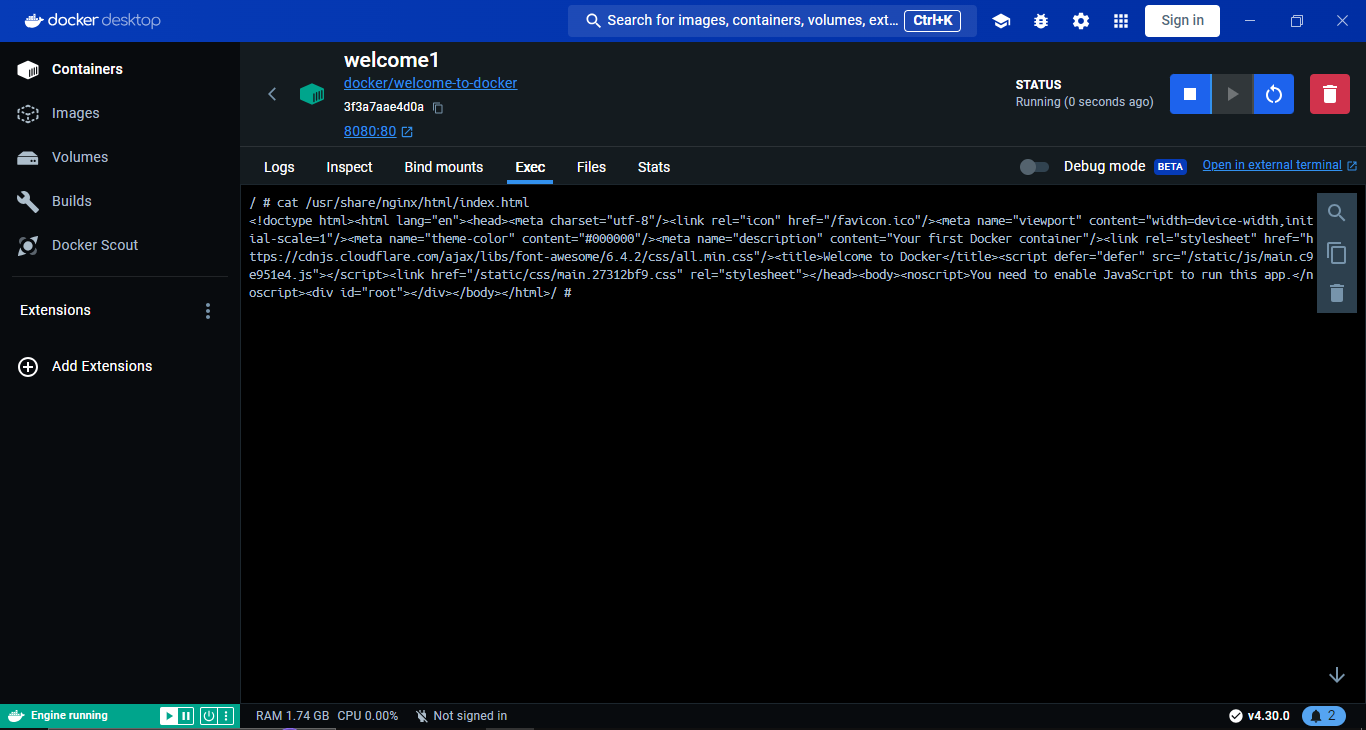 docker desktop
Search for images, containers, volumes, ext... Ctrl+K
Sign in
Containers
Images
Volumes
Builds
Docker Scout
Extensions
Add Extensions
welcome1
docker/welcome-to-docker
3f3a7aae4d0a
8080:80
STATUS
Running (0 seconds ago)
Logs Inspect Bind mounts Exec Files Stats
Debug mode BETA Open in external terminal
/ # cat /usr/share/nginx/html/index.html
<!doctype html><html lang="en"><head><meta charset="utf-8"/><link rel="icon" href="/favicon.ico"/><meta name="viewport" content="width=device-width,init
ial-scale=1"/><meta name="theme-color" content="#000000"/><meta name="description" content="Your first Docker container"/><link rel="stylesheet" href="h
ttps://cdnjs.cloudflare.com/ajax/libs/font-awesome/6.4.2/css/all.min.css"/><title>Welcome to Docker</title><script defer="defer" src="/static/js/main.c9
e951e4.js"></script><link href="/static/css/main.27312bf9.css" rel="stylesheet"></head><body><noscript>You need to enable JavaScript to run this app.</n
oscript><div id="root"></div></body></html>/ #
Engine running
RAM 1.74 GB CPU 0.00% Not signed in
v4.30.0
2